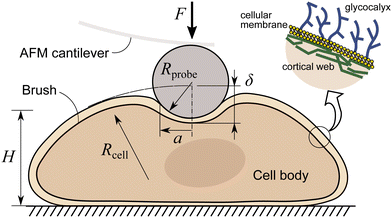 F
glycocalyx
cellular
membrane
AFM cantilever
cortical web
R probe
δ
Brush
H
a
R cell
Cell body